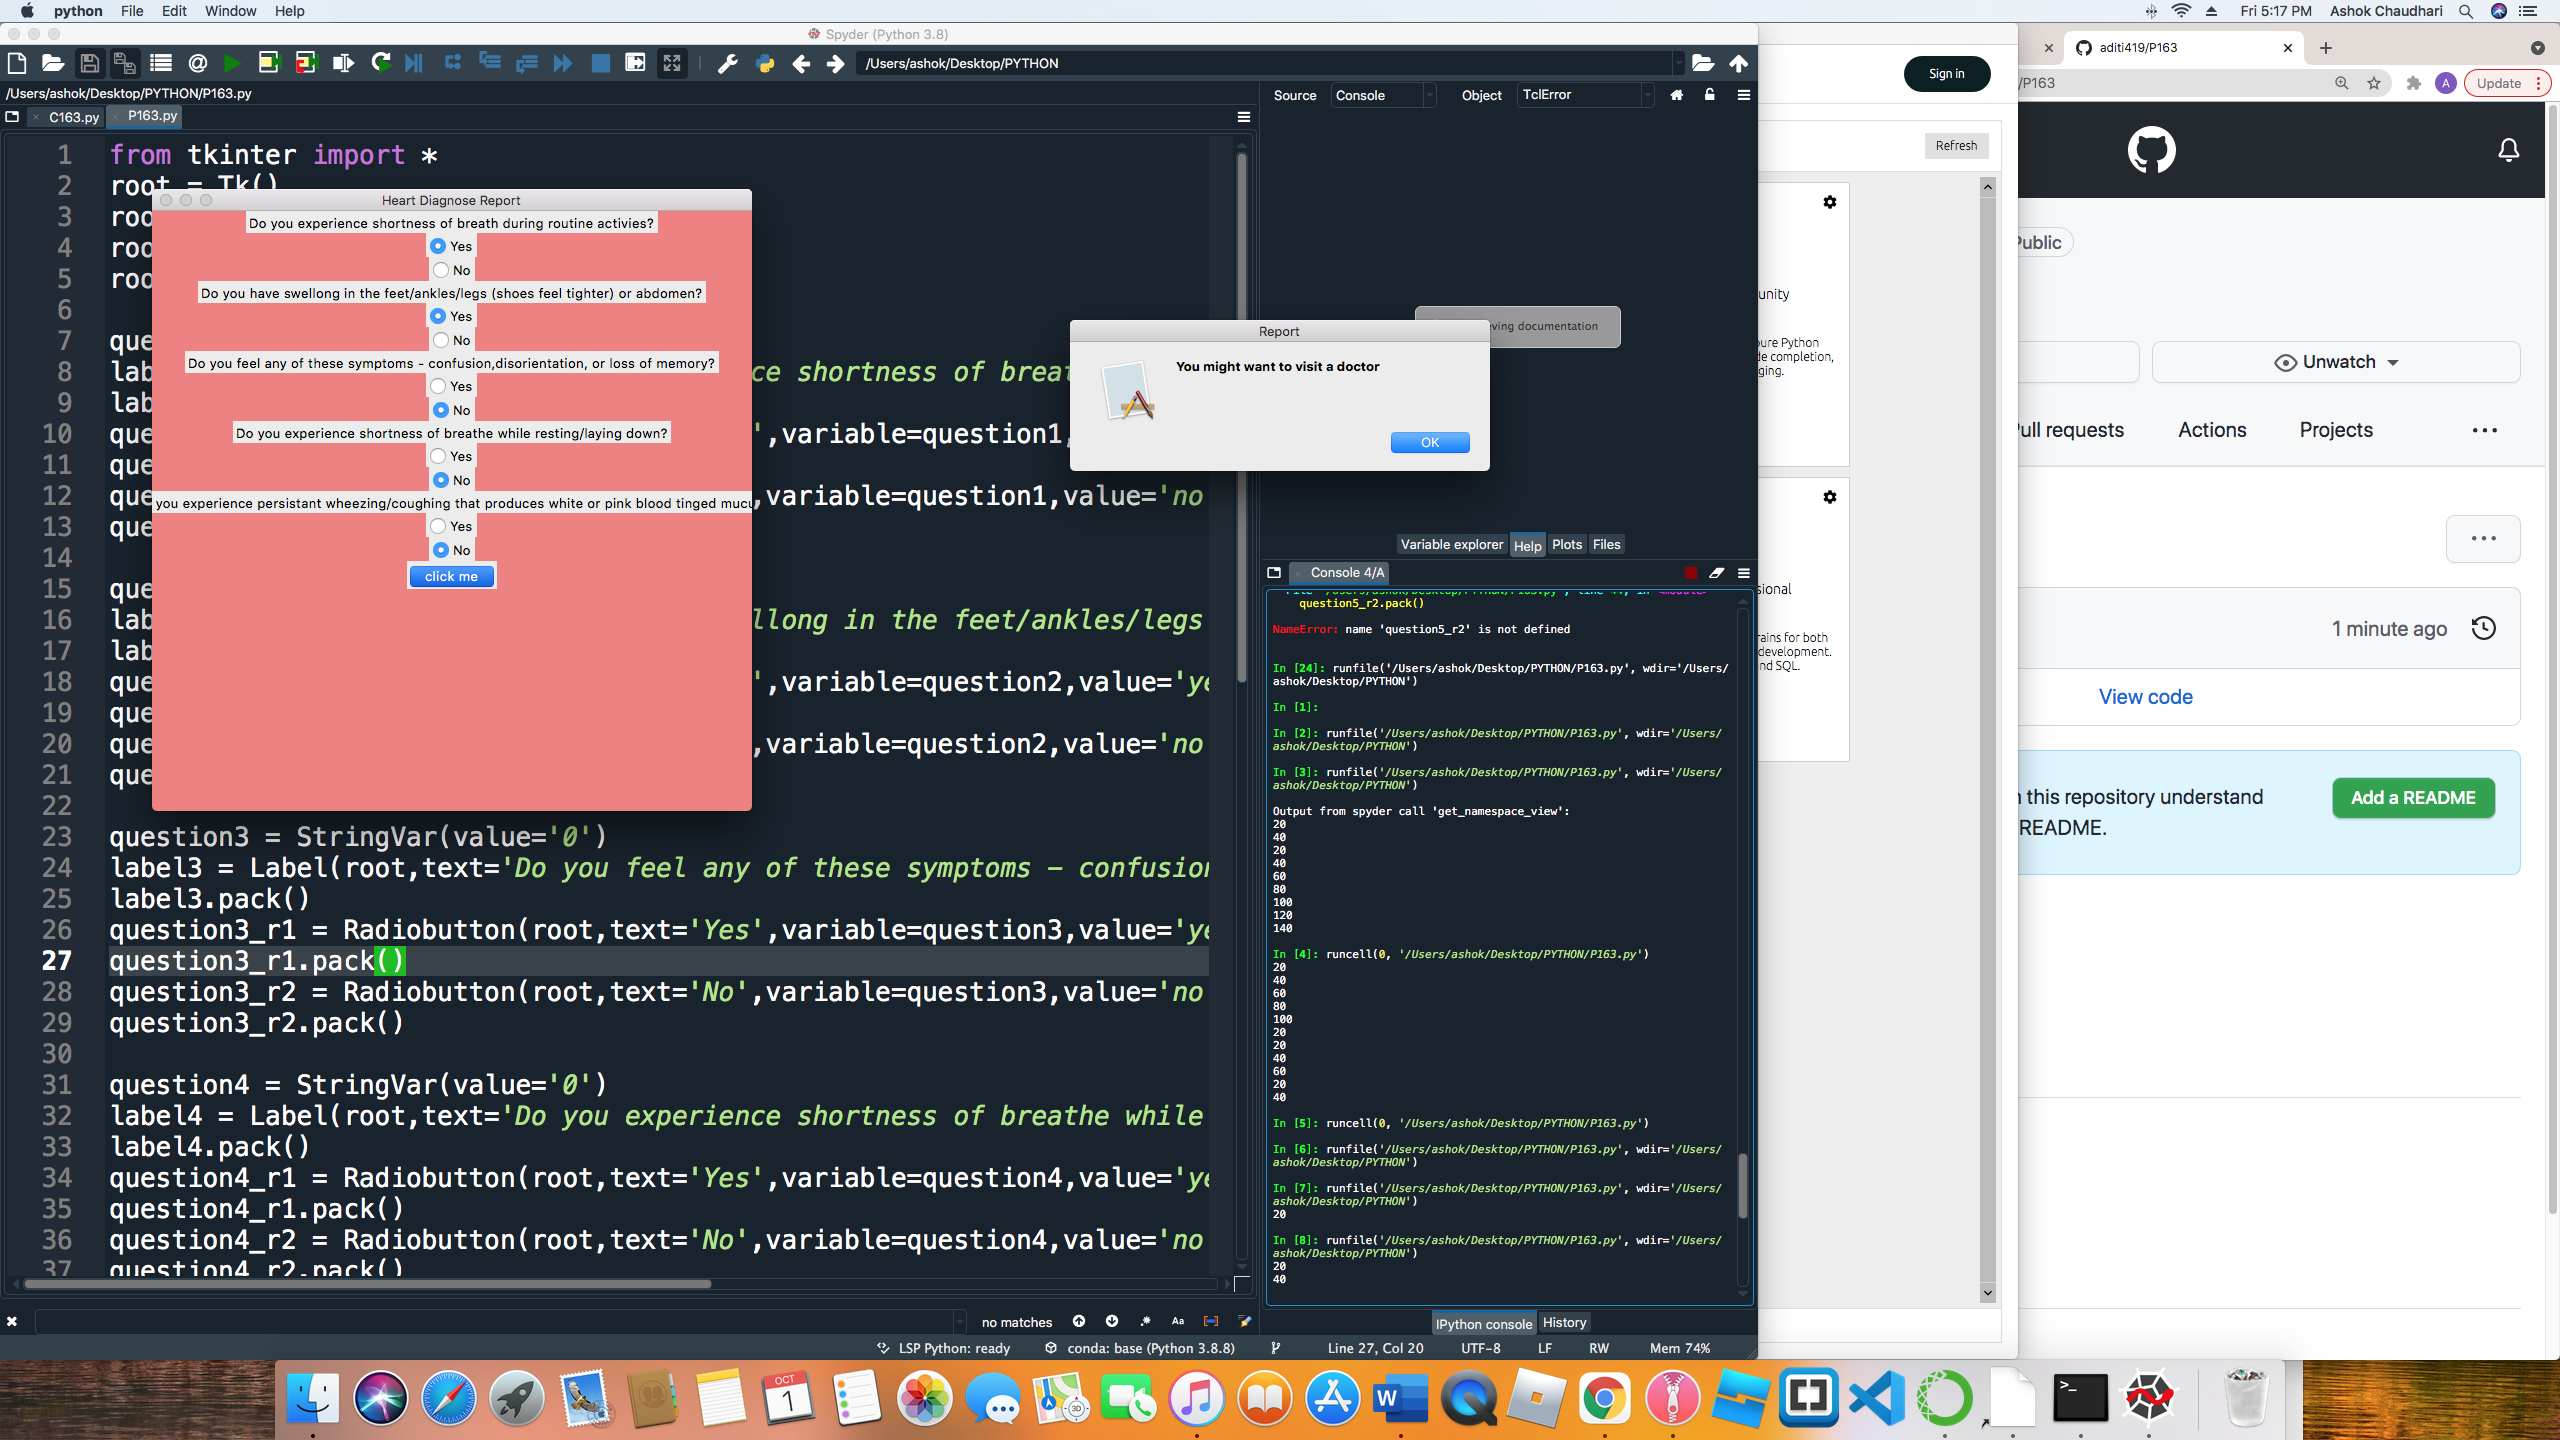 python File Edit Window Help
Fri 5:17 PM Ashok Chaudhari
Spyder (Python 3.8)
/Users/ashok/Desktop/PYTHON
/Users/ashok/Desktop/PYTHON/P163.py
C163.py P163.py
1 from tkinter import *
2 root = Tk()
3 roo
4 roo
5 roo
6
7 que
8 lab ce shortness of brea
9 lab
10 que ',variable=question1,
11 que
12 que ,variable=question1,value='no
13 que
14
15 que
16 lab llong in the feet/ankles/legs
17 lab
18 que ',variable=question2,value='ye
19 que
20 que ,variable=question2,value='no
21 que
22
23 question3 = StringVar(value='0')
24 label3 = Label(root,text='Do you feel any of these symptoms - confusion
25 label3.pack()
26 question3_r1 = Radiobutton(root,text='Yes',variable=question3,value='ye
27 question3_r1.pack()
28 question3_r2 = Radiobutton(root,text='No',variable=question3,value='no
29 question3_r2.pack()
30
31 question4 = StringVar(value='0')
32 label4 = Label(root,text='Do you experience shortness of breathe while
33 label4.pack()
34 question4_r1 = Radiobutton(root,text='Yes',variable=question4,value='ye
35 question4_r1.pack()
36 question4_r2 = Radiobutton(root,text='No',variable=question4,value='no
37 question4_r2.pack()
Heart Diagnose Report
Do you experience shortness of breath during routine activies?
Yes
No
Do you have swellong in the feet/ankles/legs (shoes feel tighter) or abdomen?
Yes
No
Do you feel any of these symptoms - confusion,disorientation, or loss of memory?
Yes
No
Do you experience shortness of breathe while resting/laying down?
Yes
No
you experience persistant wheezing/coughing that produces white or pink blood tinged mucu
Yes
No
click me
no matches
Aa
LSP Python: ready conda: base (Python 3.8.8) Line 27, Col 20 UTF-8 LF RW Mem 74%
Source Console Object TclError
eving documentation
Report
You might want to visit a doctor
OK
Variable explorer Help Plots Files
Console 4/A
question5_r2.pack()
NameError: name 'question5_r2' is not defined
In [24]: runfile('/Users/ashok/Desktop/PYTHON/P163.py', wdir='/Users/
ashok/Desktop/PYTHON')
In [1]:
In [2]: runfile('/Users/ashok/Desktop/PYTHON/P163.py', wdir='/Users/
ashok/Desktop/PYTHON')
In [3]: runfile('/Users/ashok/Desktop/PYTHON/P163.py', wdir='/Users/
ashok/Desktop/PYTHON')
Output from spyder call 'get_namespace_view':
20
40
20
40
60
80
100
120
140
In [4]: runcell(0, '/Users/ashok/Desktop/PYTHON/P163.py')
20
40
60
80
100
20
20
40
60
20
40
In [5]: runcell(0, '/Users/ashok/Desktop/PYTHON/P163.py')
In [6]: runfile('/Users/ashok/Desktop/PYTHON/P163.py', wdir='/Users/
ashok/Desktop/PYTHON')
In [7]: runfile('/Users/ashok/Desktop/PYTHON/P163.py', wdir='/Users/
ashok/Desktop/PYTHON')
20
In [8]: runfile('/Users/ashok/Desktop/PYTHON/P163.py', wdir='/Users/
ashok/Desktop/PYTHON')
20
40
IPython console History
Sign in
Refresh
unity
ure Python
de completion,
ging.
sional
rains for both
development.
nd SQL.
aditi419/P163
/P163
A
Update
Public
Unwatch
ull requests Actions Projects
1 minute ago
View code
this repository understand
README.
Add a README
OCT
1
3D
W
>_